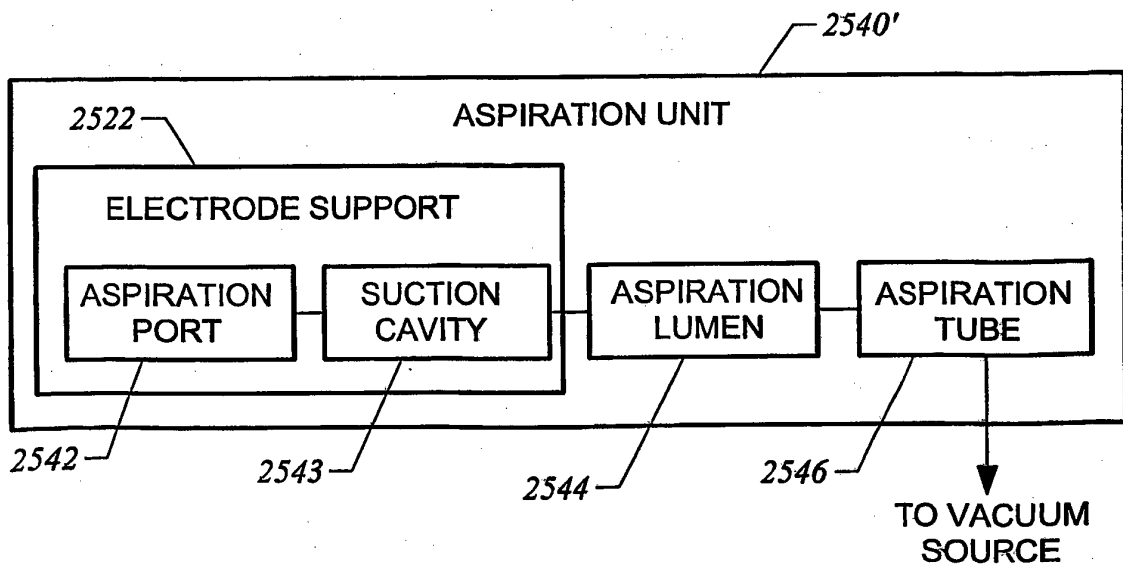 2540'
ASPIRATION UNIT
2522
ELECTRODE SUPPORT
ASPIRATION
PORT
SUCTION
CAVITY
ASPIRATION
LUMEN
ASPIRATION
TUBE
2542
2543
2544
2546
TO VACUUM
SOURCE